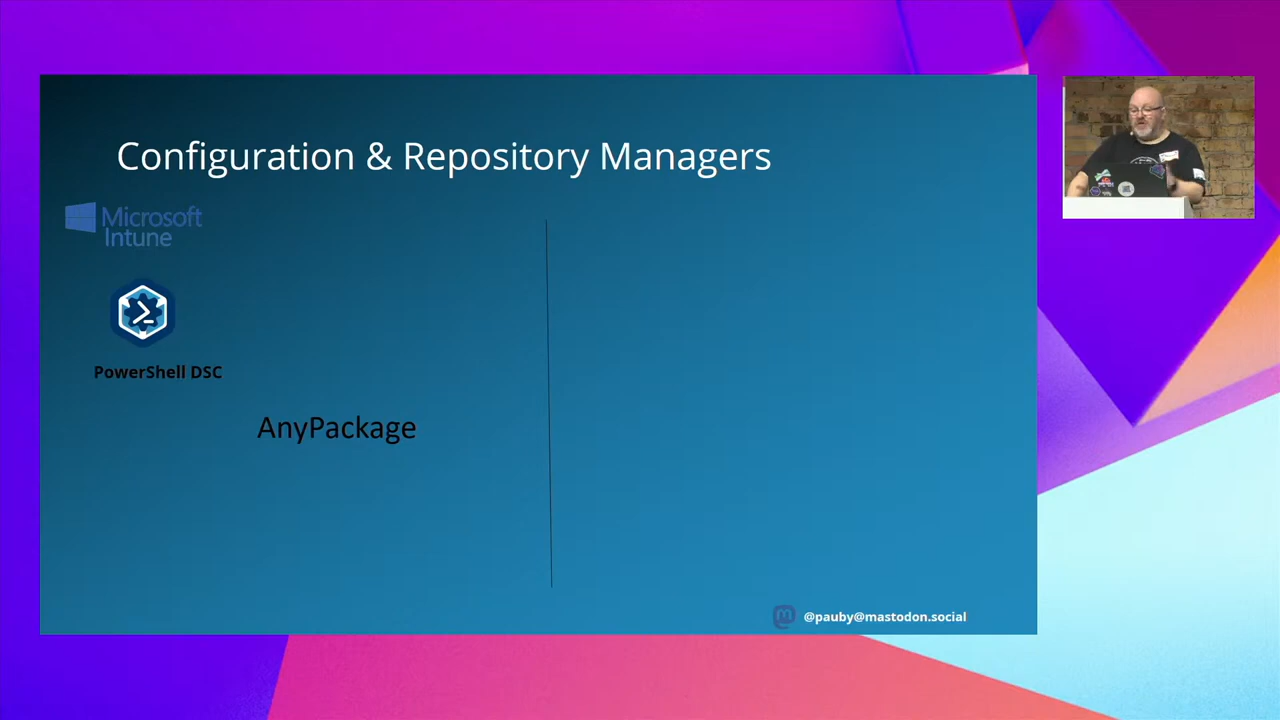 Configuration & Repository Managers
Microsoft
Intune
PowerShell DSC
AnyPackage
@pauby@mastodon.social